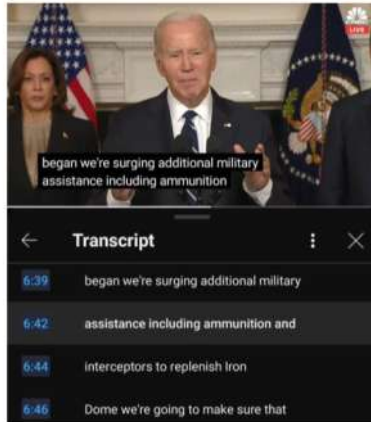 LIVE
began we're surging additional military
assistance including ammunition
Transcript
6:39 began we're surging additional military
6:42 assistance including ammunition and
6:44 interceptors to replenish Iron
6:46 Dome we're going to make sure that